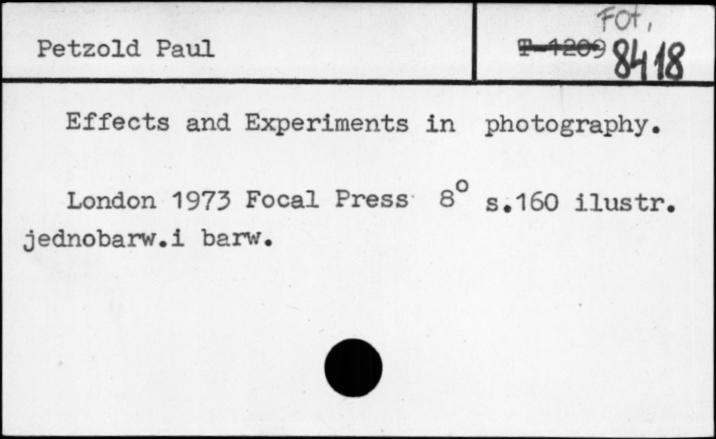 Fot.
Petzold Paul
T-1209 8418
Effects and Experiments in photography.
London 1973 Focal Press 8° s.160 ilustr.
jednobarw.i barw.